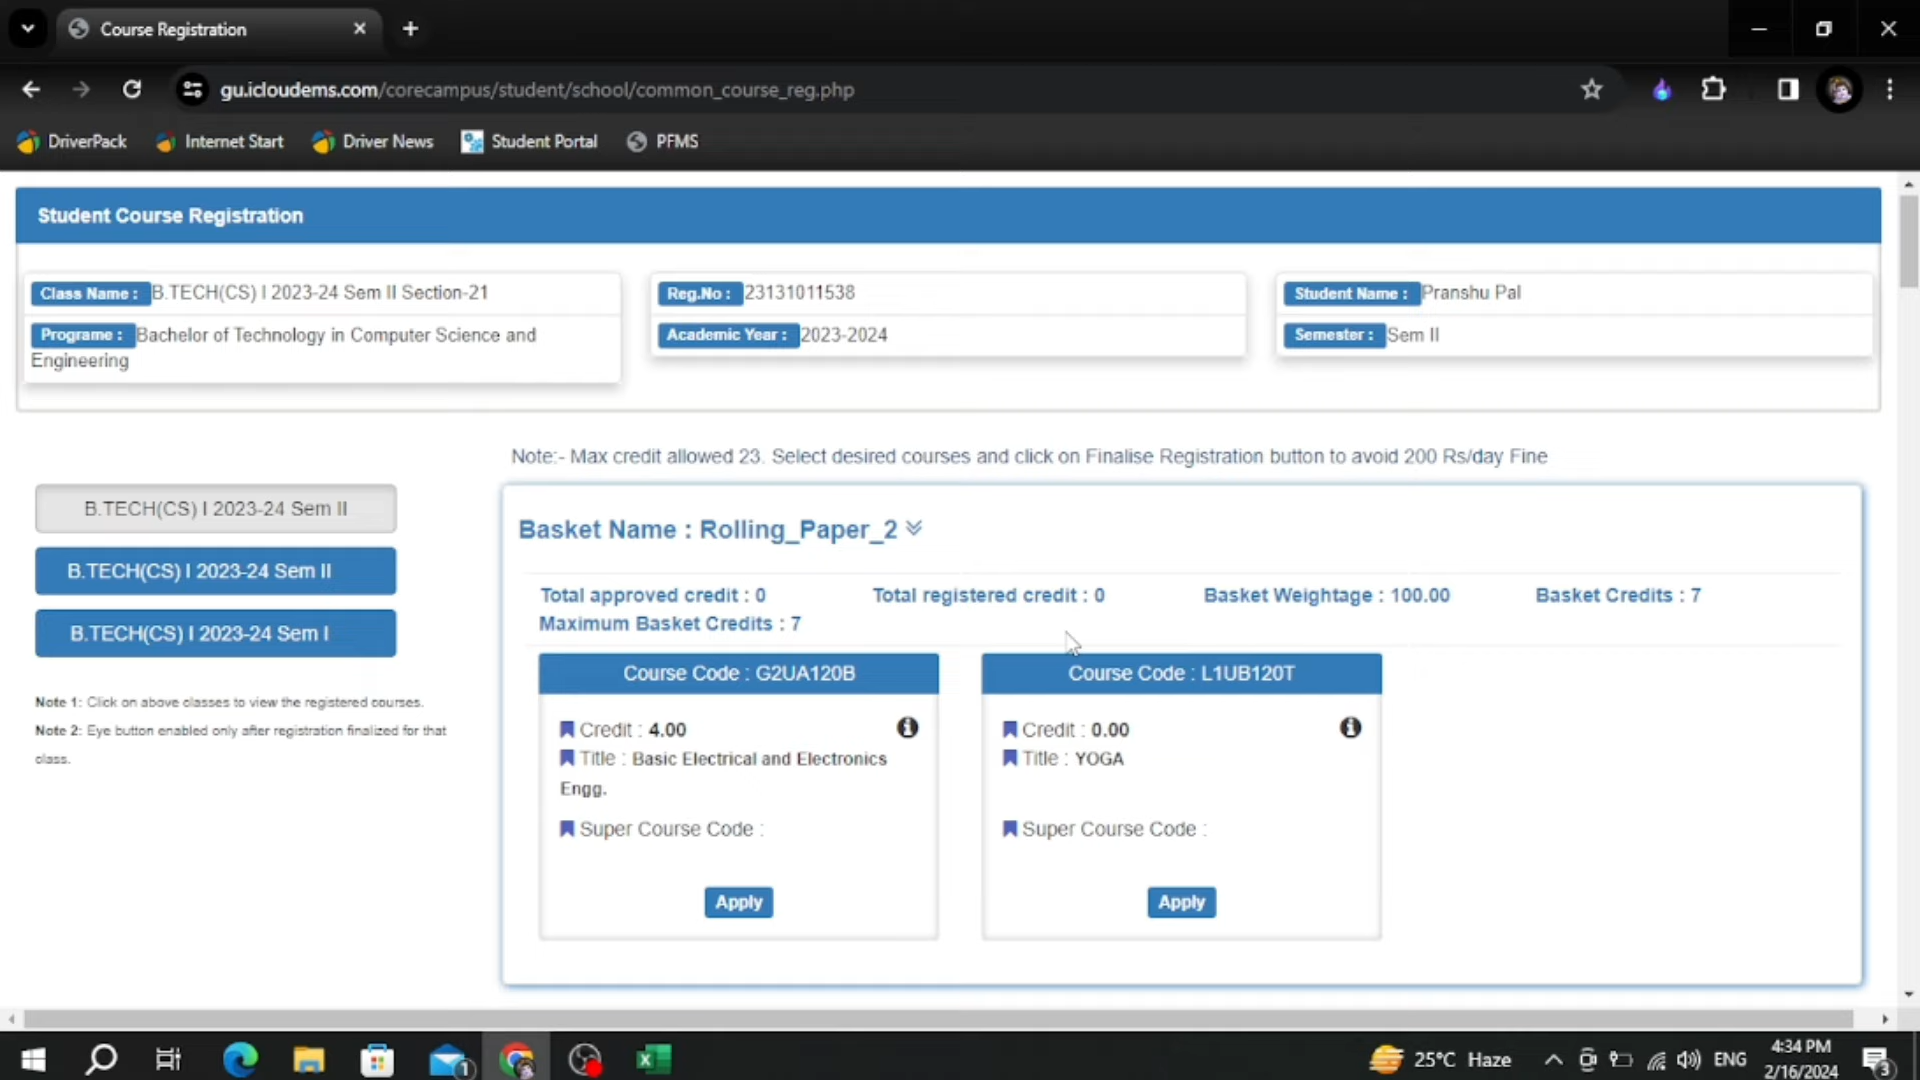 Course Registration
gu.icloudems.com/corecampus/student/school/common_course_reg.php
DriverPack Internet Start Driver News Student Portal PFMS
Student Course Registration
Class Name : B.TECH(CS) I 2023-24 Sem II Section-21
Programe : Bachelor of Technology in Computer Science and
Engineering
Reg.No : 23131011538
Academic Year : 2023-2024
Student Name : Pranshu Pal
Semester : Sem II
Note:- Max credit allowed 23. Select desired courses and click on Finalise Registration button to avoid 200 Rs/day Fine
B.TECH(CS) I 2023-24 Sem II
B.TECH(CS) I 2023-24 Sem II
B.TECH(CS) I 2023-24 Sem I
Note 1: Click on above classes to view the registered courses.
Note 2: Eye button enabled only after registration finalized for that
class.
Basket Name : Rolling_Paper_2
Total approved credit : 0 Total registered credit : 0 Basket Weightage : 100.00 Basket Credits : 7
Maximum Basket Credits : 7
Course Code : G2UA120B
Credit : 4.00
Title : Basic Electrical and Electronics
Engg.
Super Course Code :
Apply
Course Code : L1UB120T
Credit : 0.00
Title : YOGA
Super Course Code :
Apply
1
25°C Haze
ENG
4:34 PM
2/16/2024
3